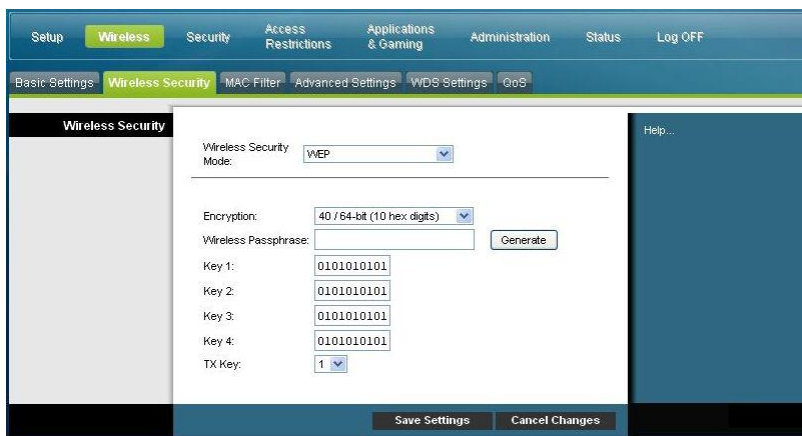 Setup Wireless Security Access Restrictions Applications & Gaming Administration Status Log OFF
Basic Settings Wireless Security MAC Filter Advanced Settings WDS Settings QoS
Wireless Security
Help...
Wireless Security Mode: WEP
Encryption: 40 / 64-bit (10 hex digits)
Wireless Passphrase: Generate
Key 1: 0101010101
Key 2: 0101010101
Key 3: 0101010101
Key 4: 0101010101
TX Key: 1
Save Settings Cancel Changes